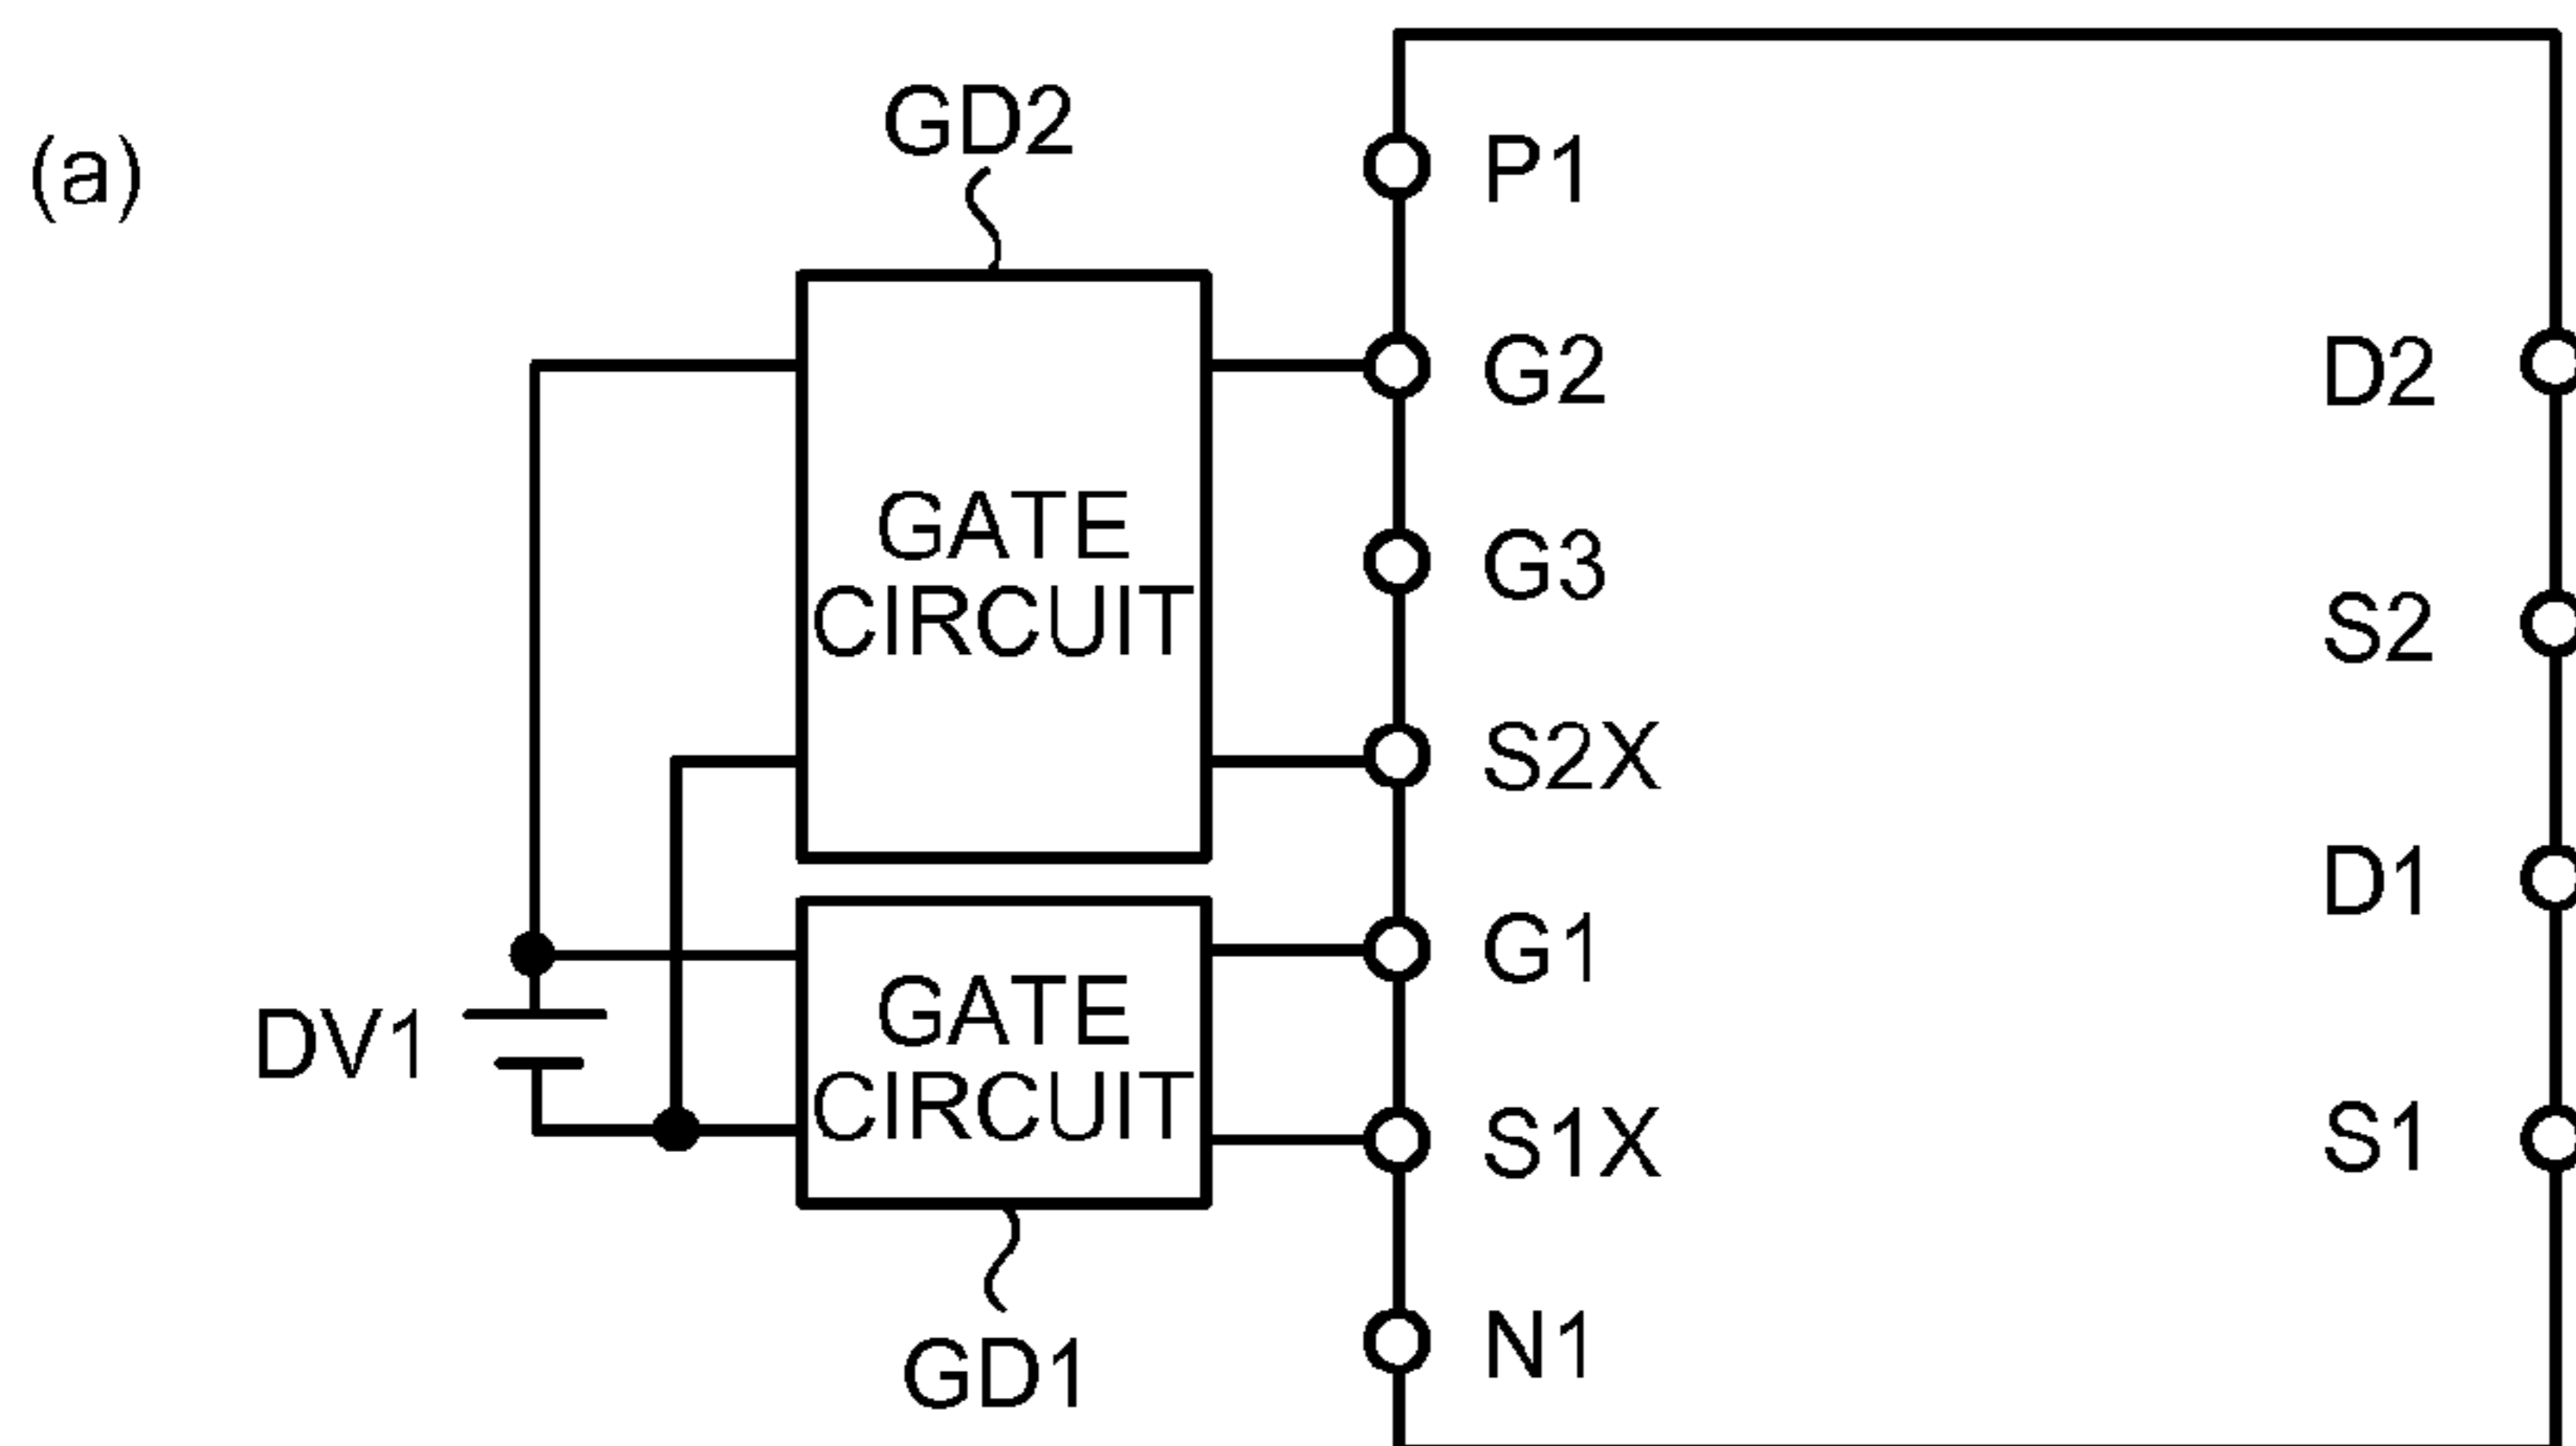 (a)
GD2
GATE
CIRCUIT
GATE
CIRCUIT
GD1
DV1
P1
G2
G3
S2X
G1
S1X
N1
D2
S2
D1
S1